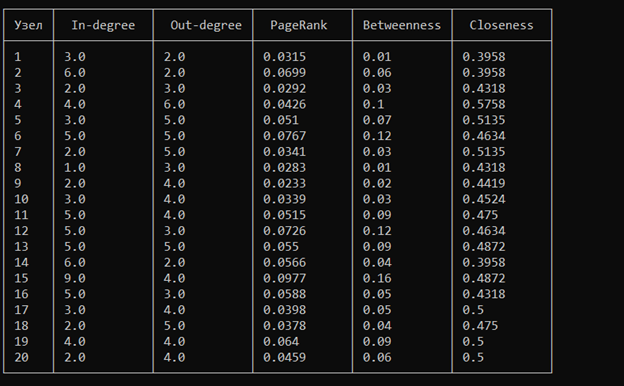 Узел In-degree Out-degree PageRank Betweenness Closeness
1 3.0 2.0 0.0315 0.01 0.3958
2 6.0 2.0 0.0699 0.06 0.3958
3 2.0 3.0 0.0292 0.03 0.4318
4 4.0 6.0 0.0426 0.1 0.5758
5 3.0 5.0 0.051 0.07 0.5135
6 5.0 5.0 0.0767 0.12 0.4634
7 2.0 5.0 0.0341 0.03 0.5135
8 1.0 3.0 0.0283 0.01 0.4318
9 2.0 4.0 0.0233 0.02 0.4419
10 3.0 4.0 0.0339 0.03 0.4524
11 5.0 4.0 0.0515 0.09 0.475
12 5.0 3.0 0.0726 0.12 0.4634
13 5.0 5.0 0.055 0.09 0.4872
14 6.0 2.0 0.0566 0.04 0.3958
15 9.0 4.0 0.0977 0.16 0.4872
16 5.0 3.0 0.0588 0.05 0.4318
17 3.0 4.0 0.0398 0.05 0.5
18 2.0 5.0 0.0378 0.04 0.475
19 4.0 4.0 0.064 0.09 0.5
20 2.0 4.0 0.0459 0.06 0.5